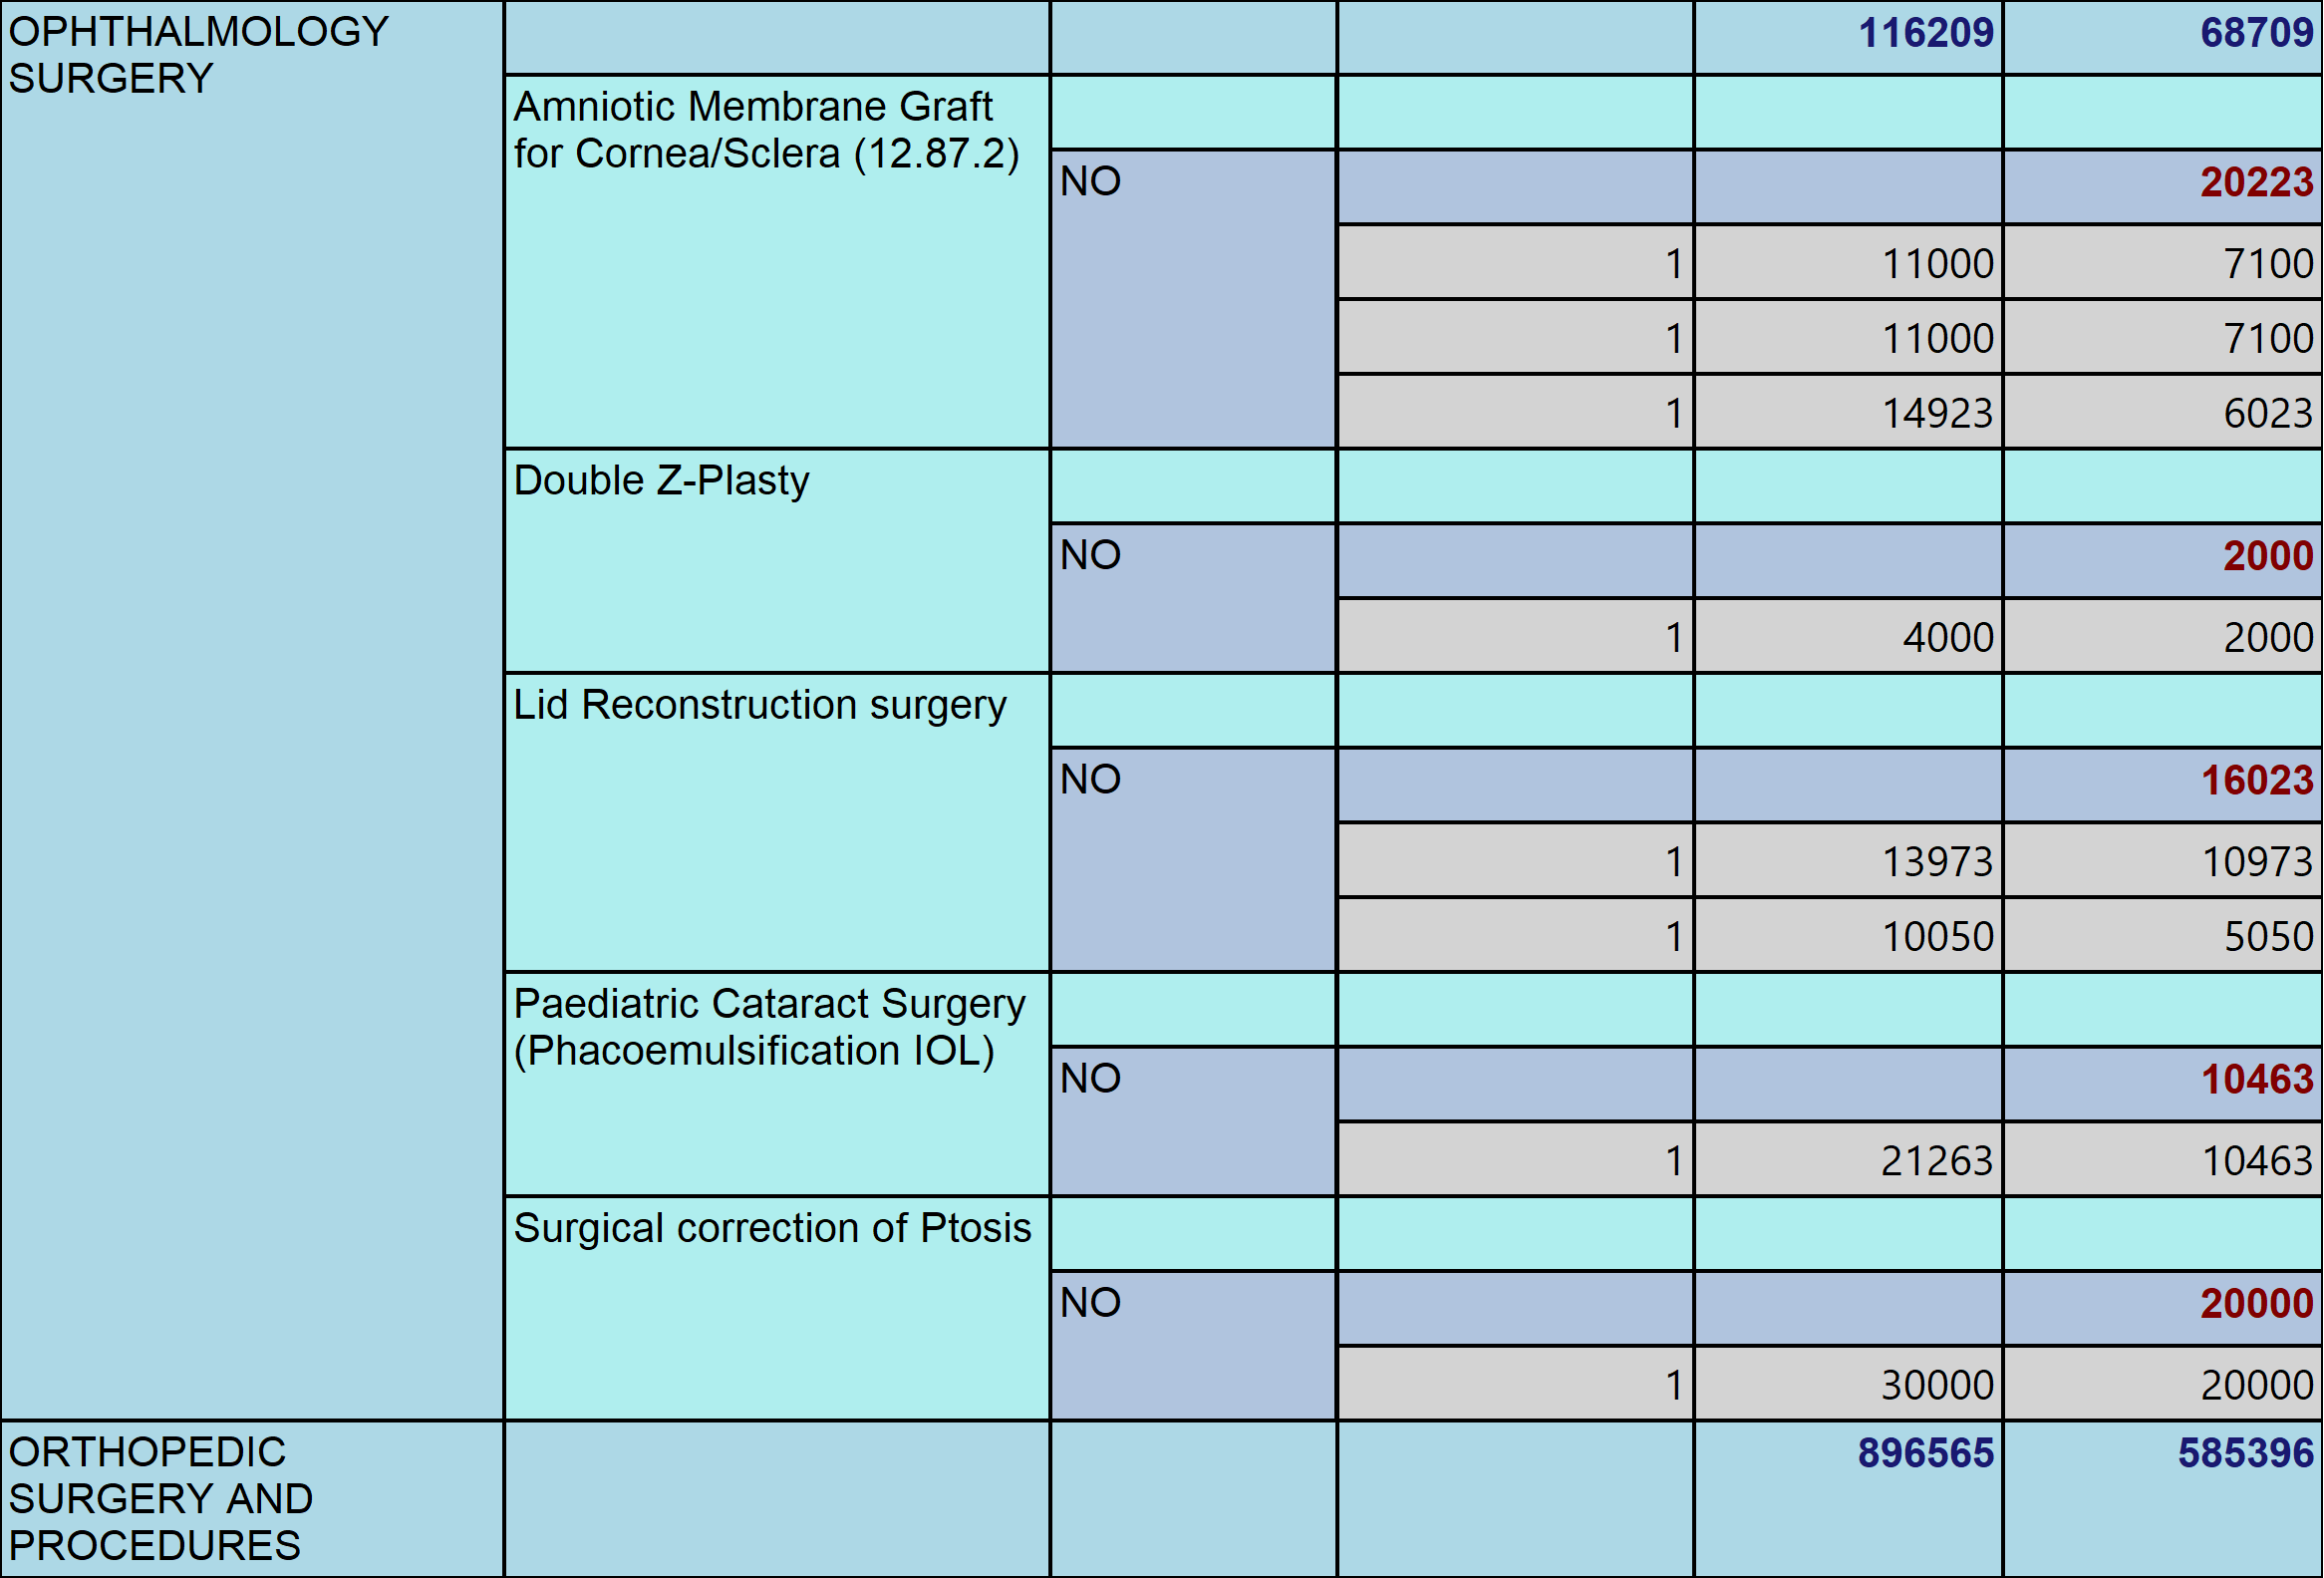 OPHTHALMOLOGY 116209 68709
SURGERY
Amniotic Membrane Graft
for Cornea/Sclera (12.87.2)
NO 20223
1 11000 7100
1 11000 7100
1 14923 6023
Double Z-Plasty
NO 2000
1 4000 2000
Lid Reconstruction surgery
NO 16023
1 13973 10973
1 10050 5050
Paediatric Cataract Surgery
(Phacoemulsification IOL)
NO 10463
1 21263 10463
Surgical correction of Ptosis
NO 20000
1 30000 20000
ORTHOPEDIC 896565 585396
SURGERY AND
PROCEDURES